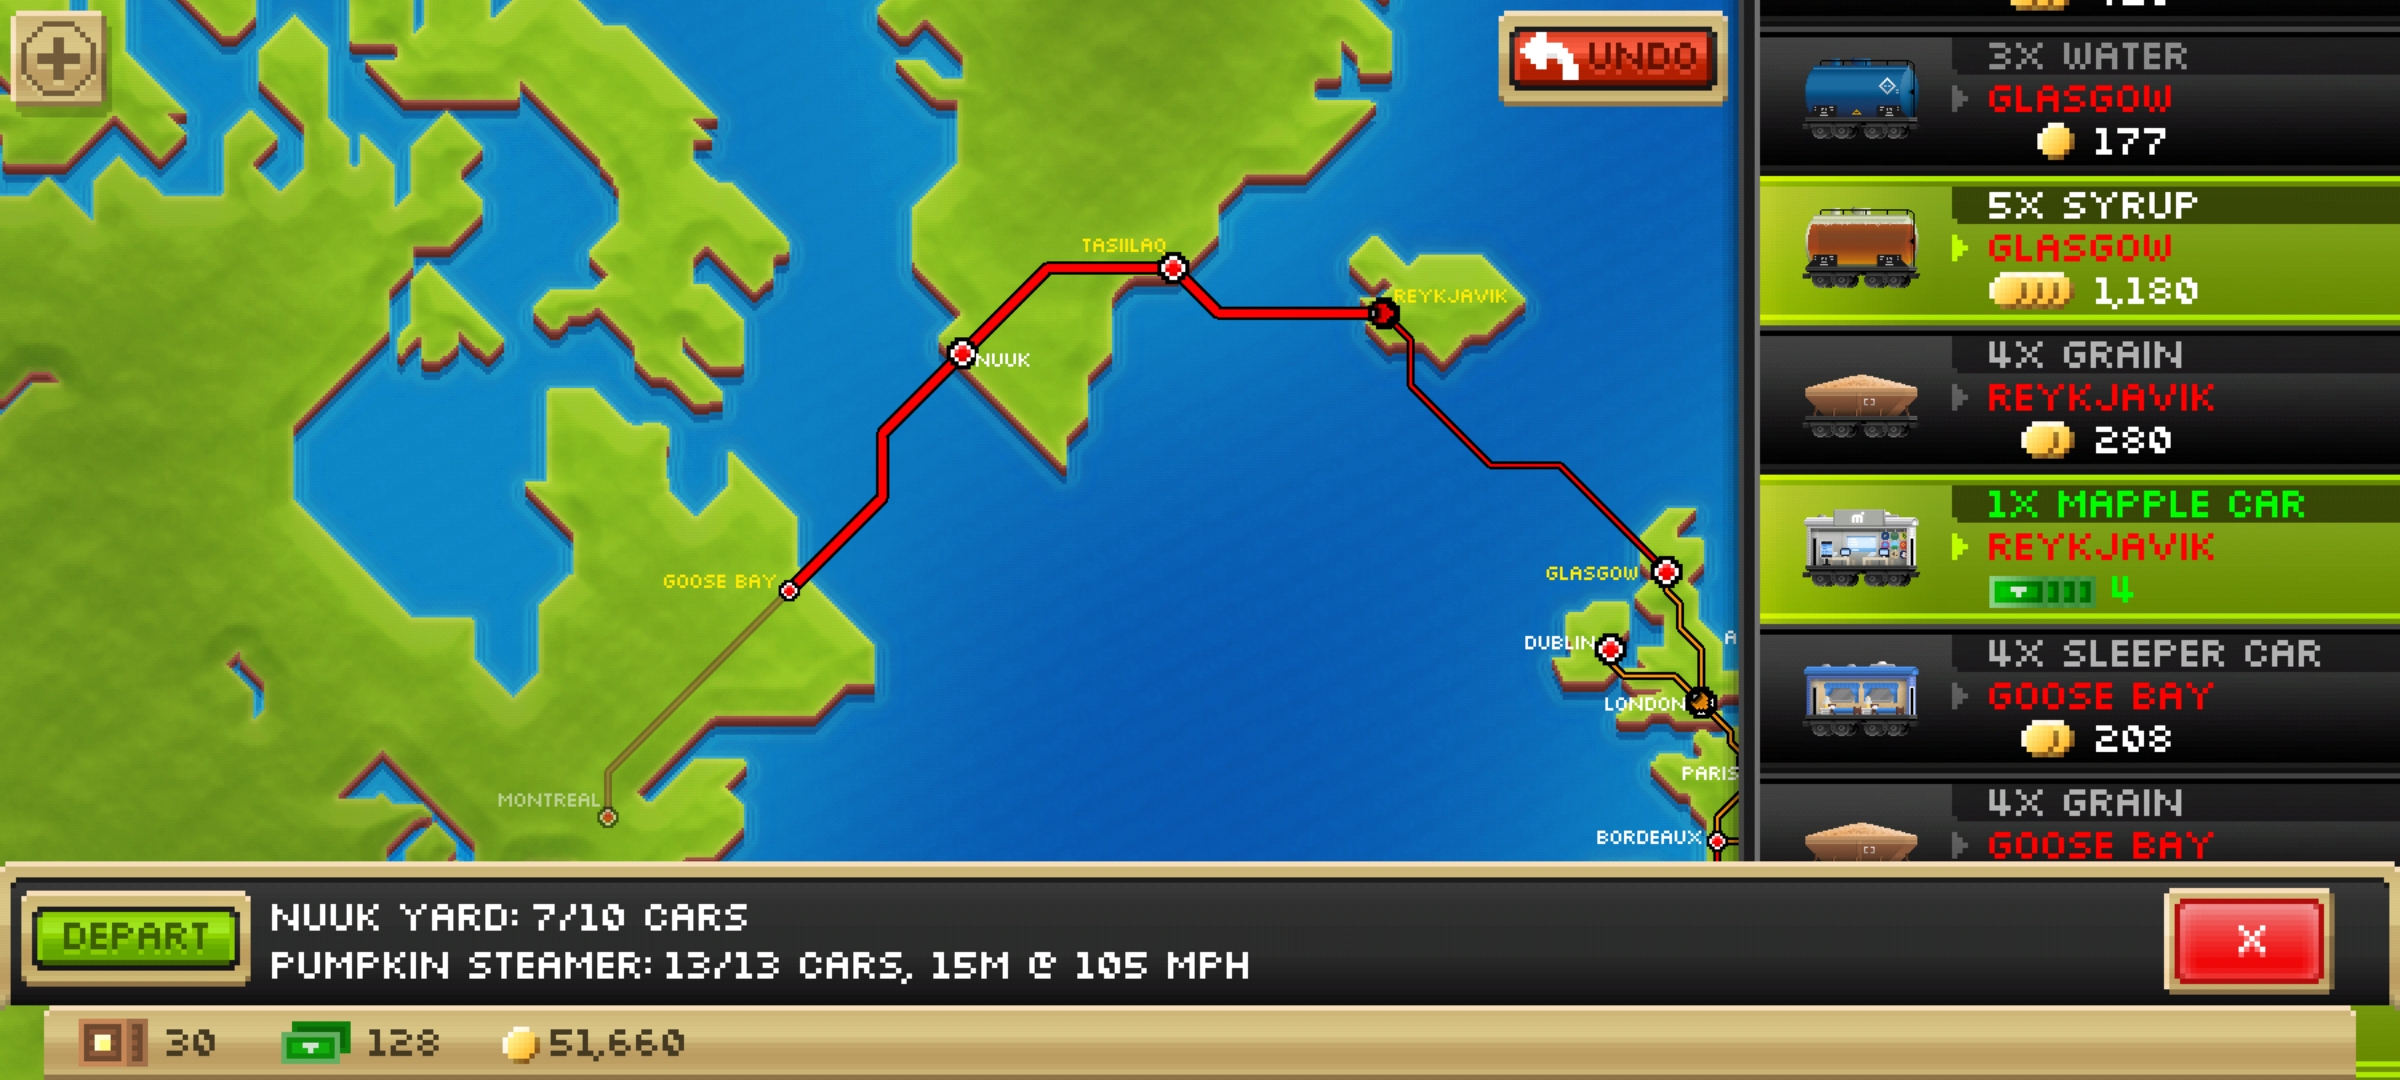 UNDO
TASIILAQ
REYKJAVIK
NUUK
GOOSE BAY
GLASGOW
DUBLIN
A
LONDON
PARIS
MONTREAL
BORDEAUX
3X WATER
GLASGOW
177
5X SYRUP
GLASGOW
1,180
4X GRAIN
REYKJAVIK
280
1X MAPPLE CAR
REYKJAVIK
4
4X SLEEPER CAR
GOOSE BAY
208
4X GRAIN
GOOSE BAY
DEPART
NUUK YARD: 7/10 CARS
PUMPKIN STEAMER: 13/13 CARS, 15M @ 105 MPH
X
30
128
51,660